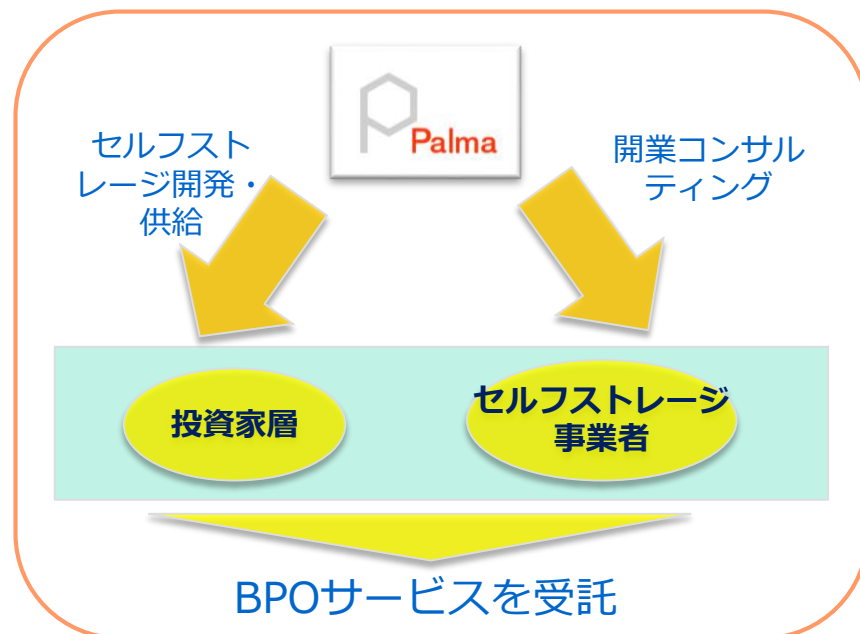 Palma
セルフスト
レージ開発・
供給
開業コンサル
ティング
投資家層
セルフストレージ
事業者
BPOサービスを受託